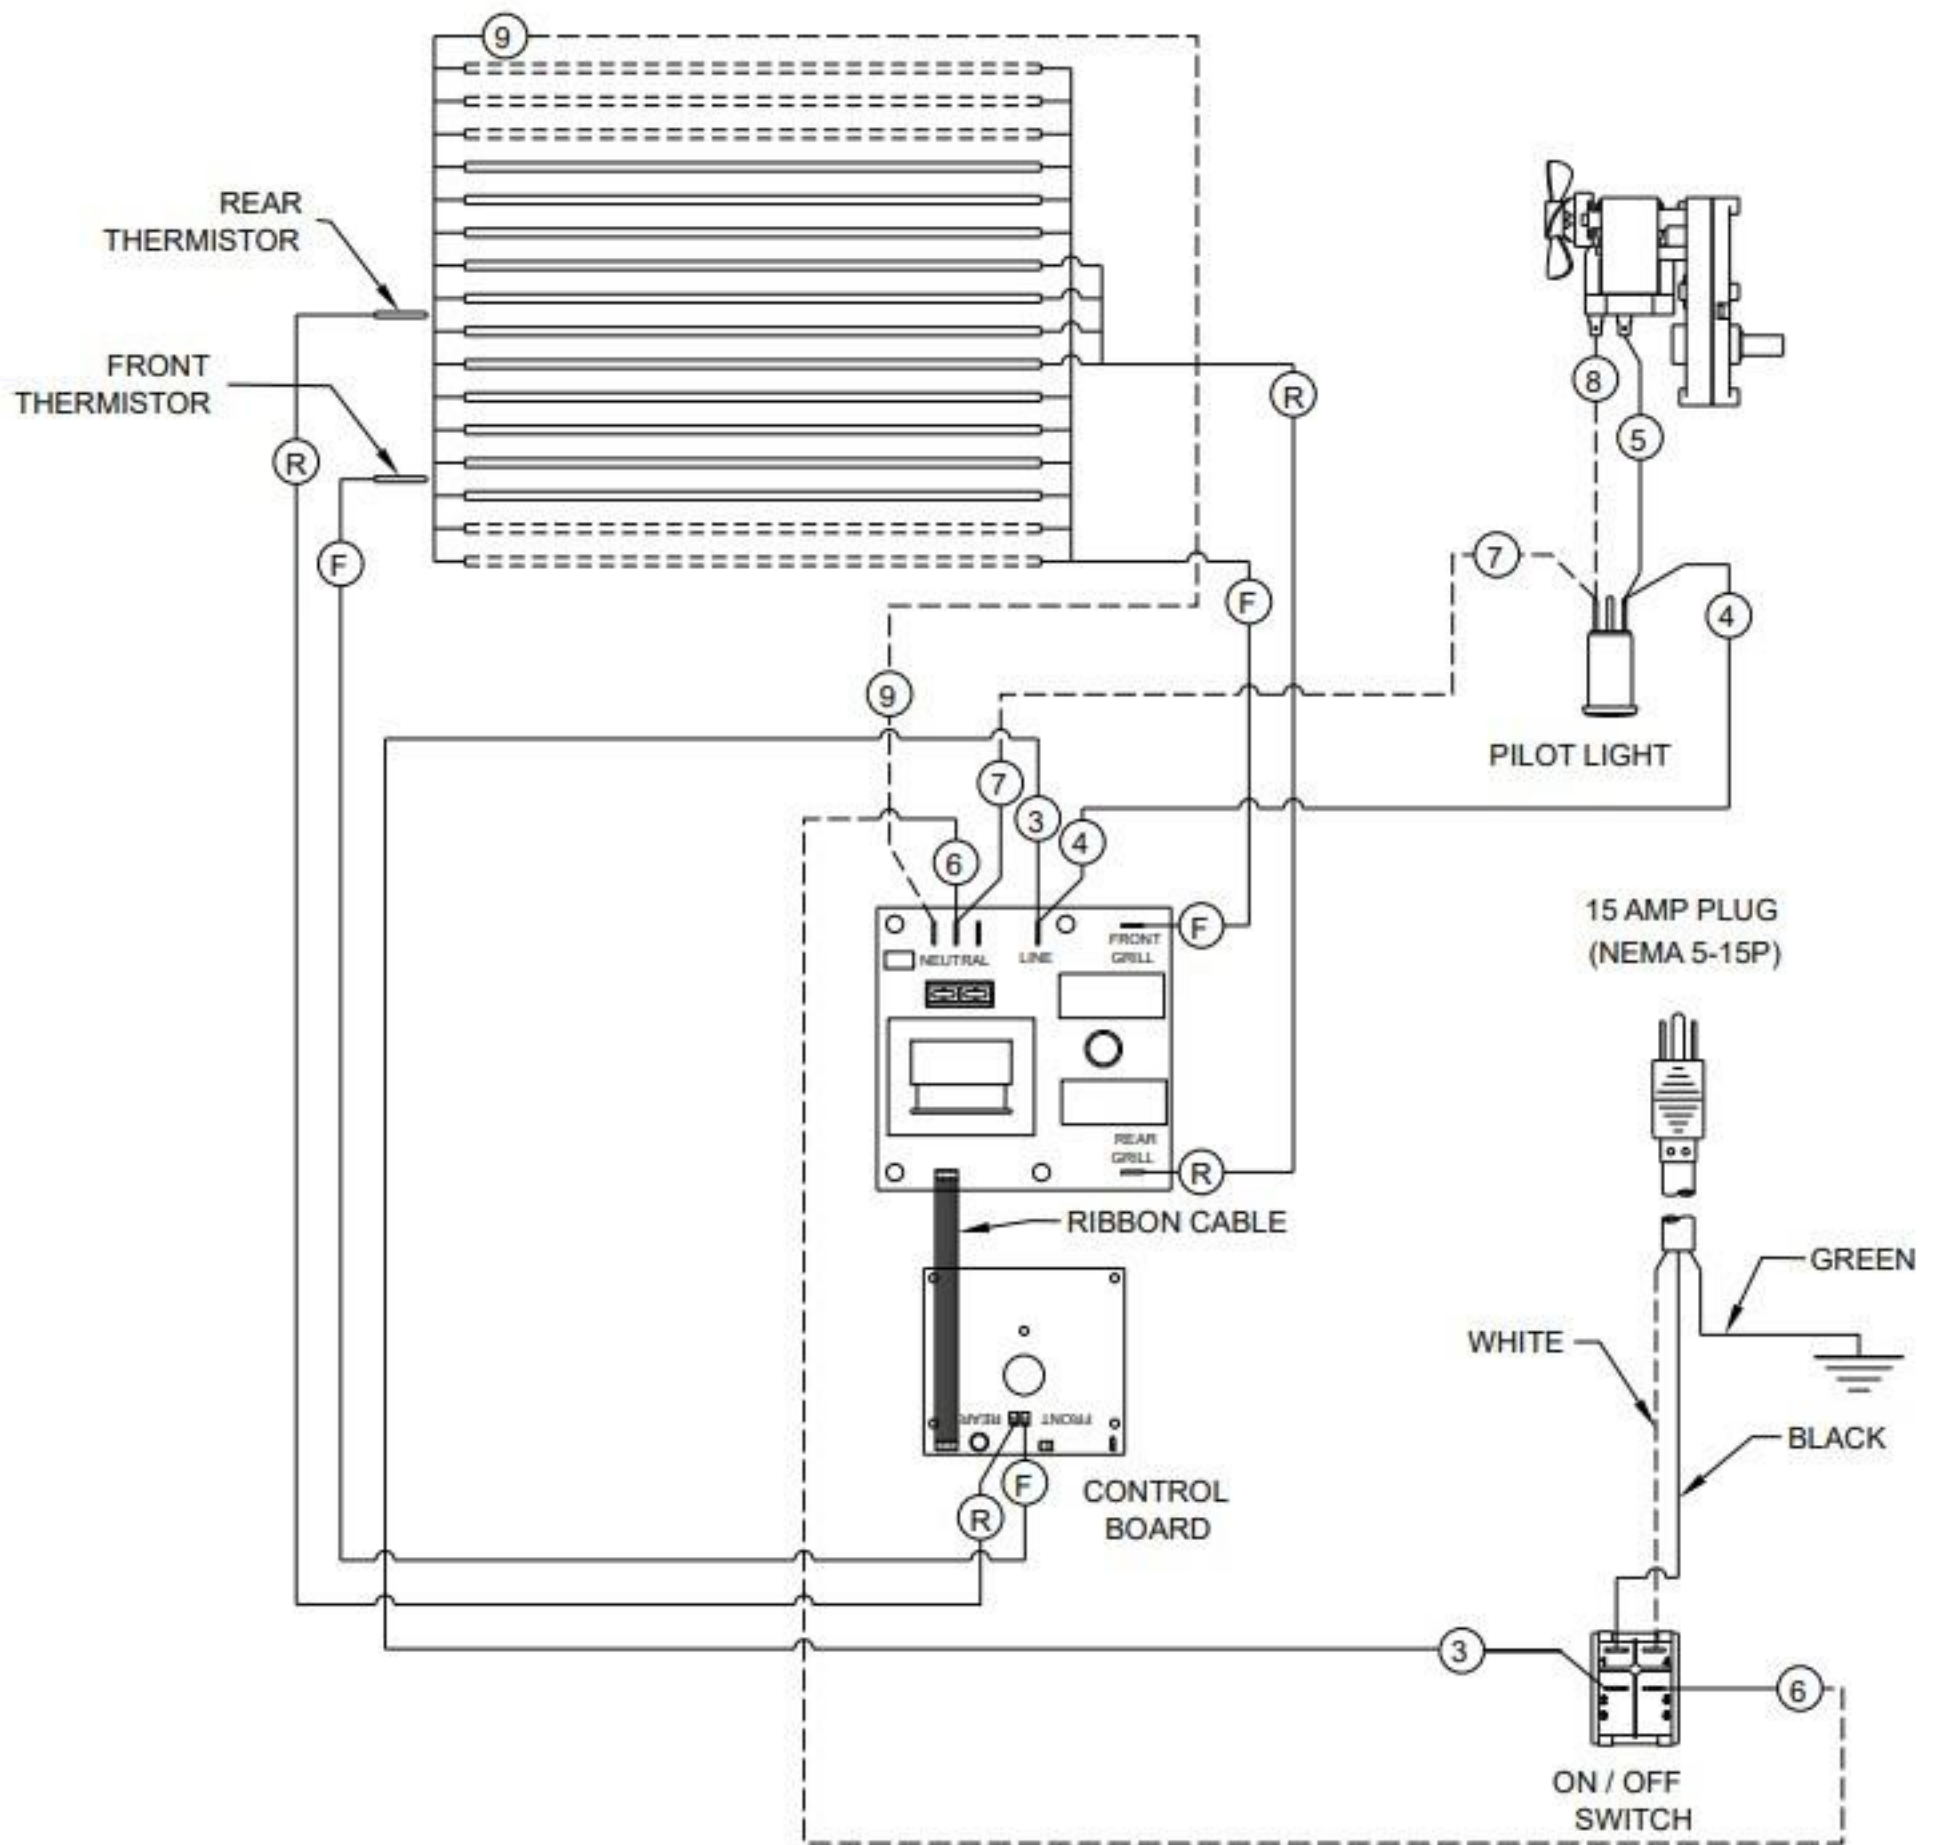 9
REAR
THERMISTOR
FRONT
THERMISTOR
R
F
R
8
5
7
4
F
9
PILOT LIGHT
7
3
4
6
15 AMP PLUG
(NEMA 5-15P)
F
NEUTRAL
LINE
FRONT
GRILL
REAR
GRILL
R
RIBBON CABLE
GREEN
WHITE
BLACK
REAR
FRONT
F
R
CONTROL
BOARD
3
1
4
6
ON / OFF
SWITCH